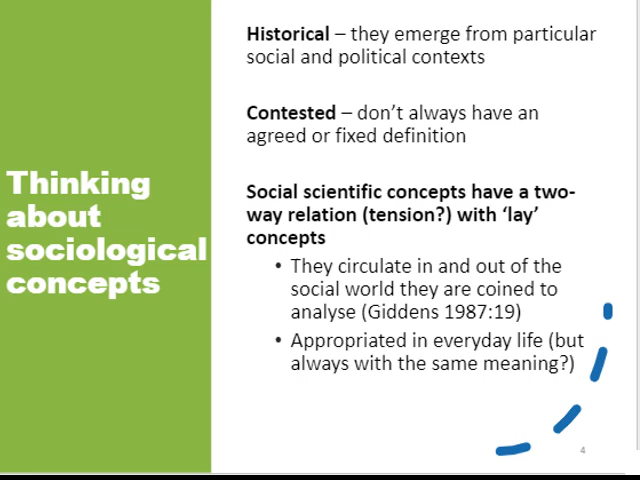 Thinking
about
sociological
concepts
Historical – they emerge from particular
social and political contexts
Contested – don’t always have an
agreed or fixed definition
Social scientific concepts have a two-
way relation (tension?) with ‘lay’
concepts
• They circulate in and out of the
social world they are coined to
analyse (Giddens 1987:19)
• Appropriated in everyday life (but
always with the same meaning?)
4